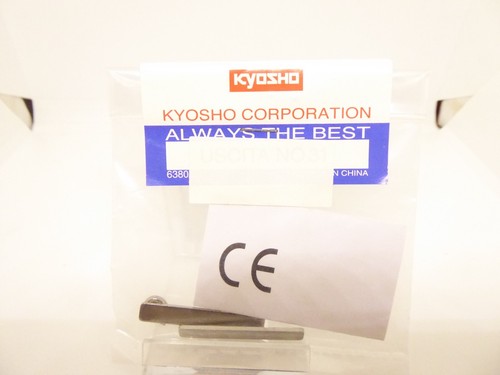 KYOSHO
KYOSHO CORPORATION
ALWAYS THE BEST
6380
N CHINA
CE